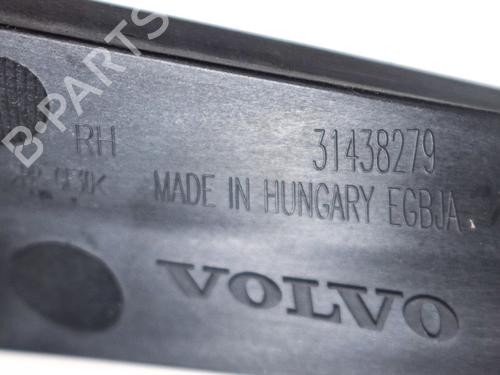 B-PARTS
RH 31438279
MADE IN HUNGARY EGBJA
VOLVO